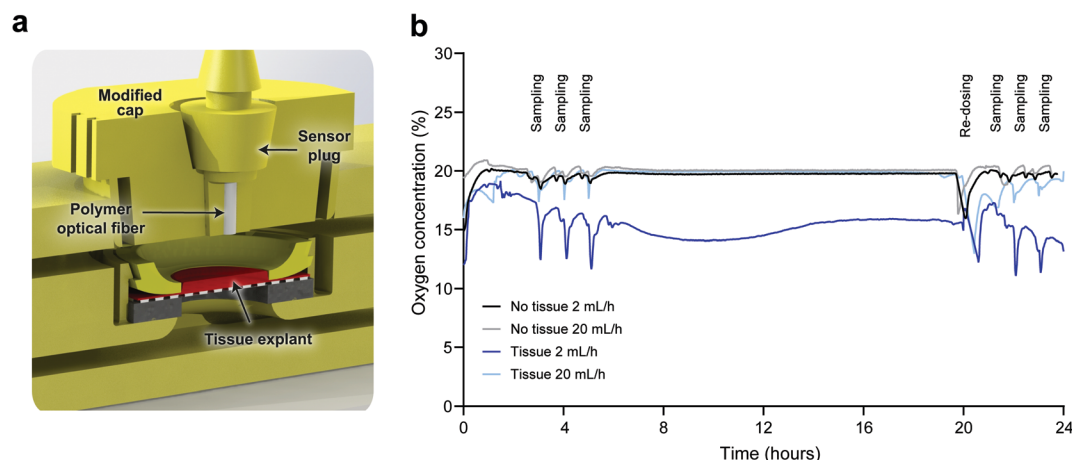 a
Modified
cap
Sensor
plug
Polymer
optical fiber
Tissue explant
b
Oxygen concentration (%)
30
25
20
15
10
5
0
Sampling
Sampling
Sampling
Re-dosing
Sampling
Sampling
Sampling
No tissue 2 mL/h
No tissue 20 mL/h
Tissue 2 mL/h
Tissue 20 mL/h
0
4
8
12
16
20
24
Time (hours)